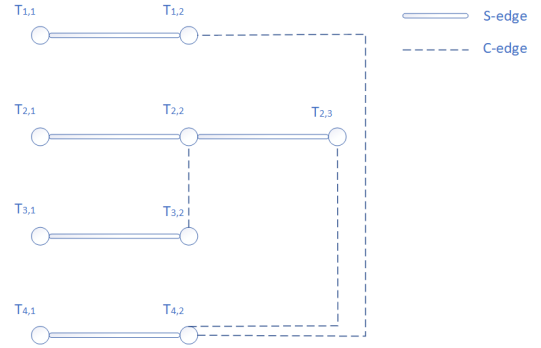 T1,1 T1,2
S-edge
C-edge
T2,1 T2,2 T2,3
T3,1 T3,2
T4,1 T4,2